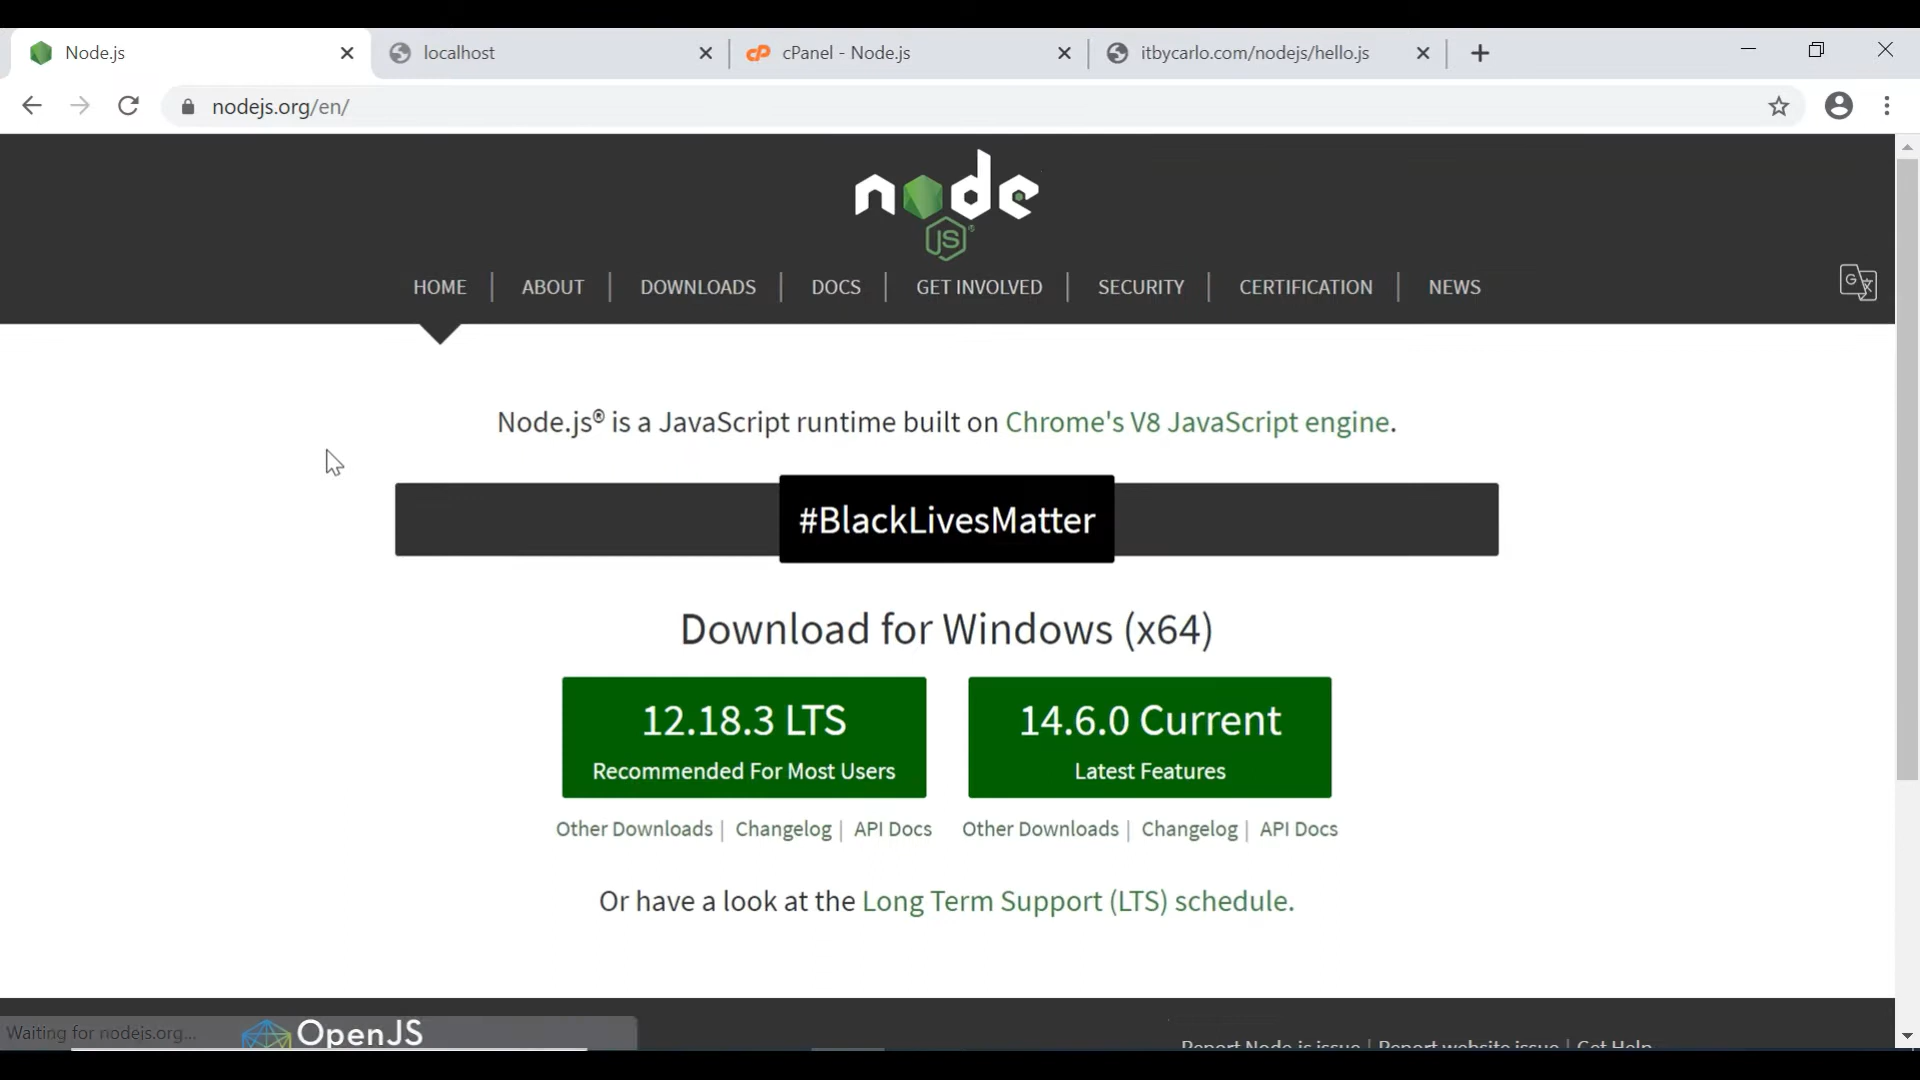 Node.js
localhost
cPanel - Node.js
itbycarlo.com/nodejs/hello.js
nodejs.org/en/
node
JS
HOME | ABOUT | DOWNLOADS | DOCS | GET INVOLVED | SECURITY | CERTIFICATION | NEWS
Node.js® is a JavaScript runtime built on Chrome's V8 JavaScript engine.
#BlackLivesMatter
Download for Windows (x64)
12.18.3 LTS
Recommended For Most Users
14.6.0 Current
Latest Features
Other Downloads | Changelog | API Docs
Other Downloads | Changelog | API Docs
Or have a look at the Long Term Support (LTS) schedule.
Waiting for nodejs.org...
OpenJS
Report Node.js issue | Report website issue | Get Help